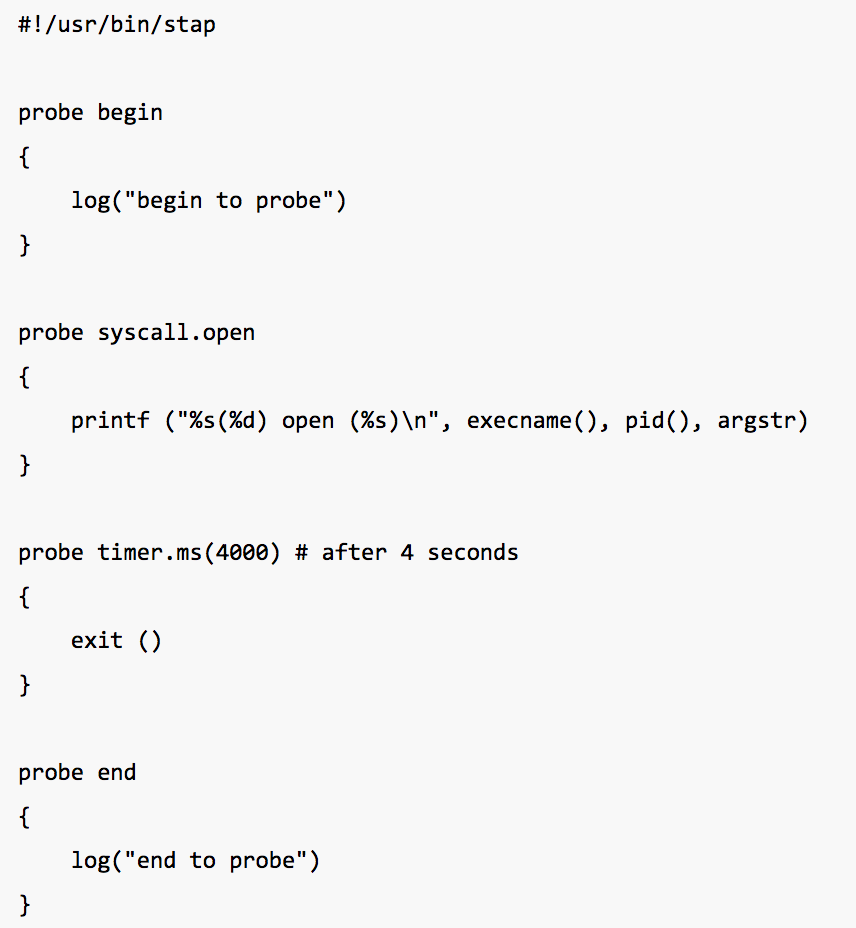 #!/usr/bin/stap
probe begin
{
    log("begin to probe")
}
probe syscall.open
{
    printf ("%s(%d) open (%s)\n", execname(), pid(), argstr)
}
probe timer.ms(4000) # after 4 seconds
{
    exit ()
}
probe end
{
    log("end to probe")
}